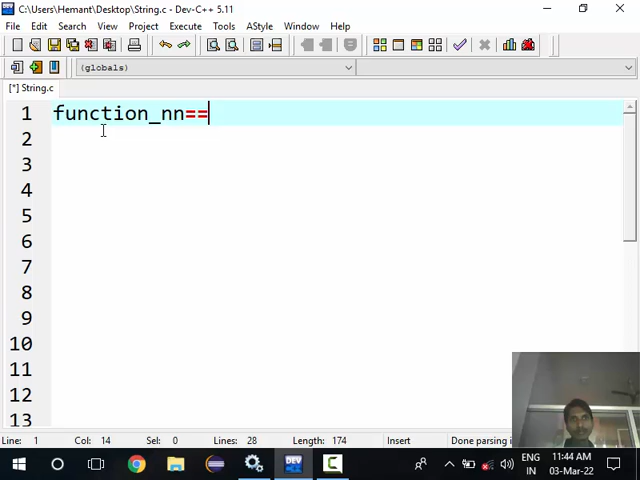 C:\Users\Hemant\Desktop\String.c - Dev-C++ 5.11
File Edit Search View Project Execute Tools AStyle Window Help
(globals)
[*] String.c
1 function_nn==
2
3
4
5
6
7
8
9
10
11
12
13
Line: 1 Col: 14 Sel: 0 Lines: 28 Length: 174 Insert Done parsing i
DEV
ENG
IN
11:44 AM
03-Mar-22